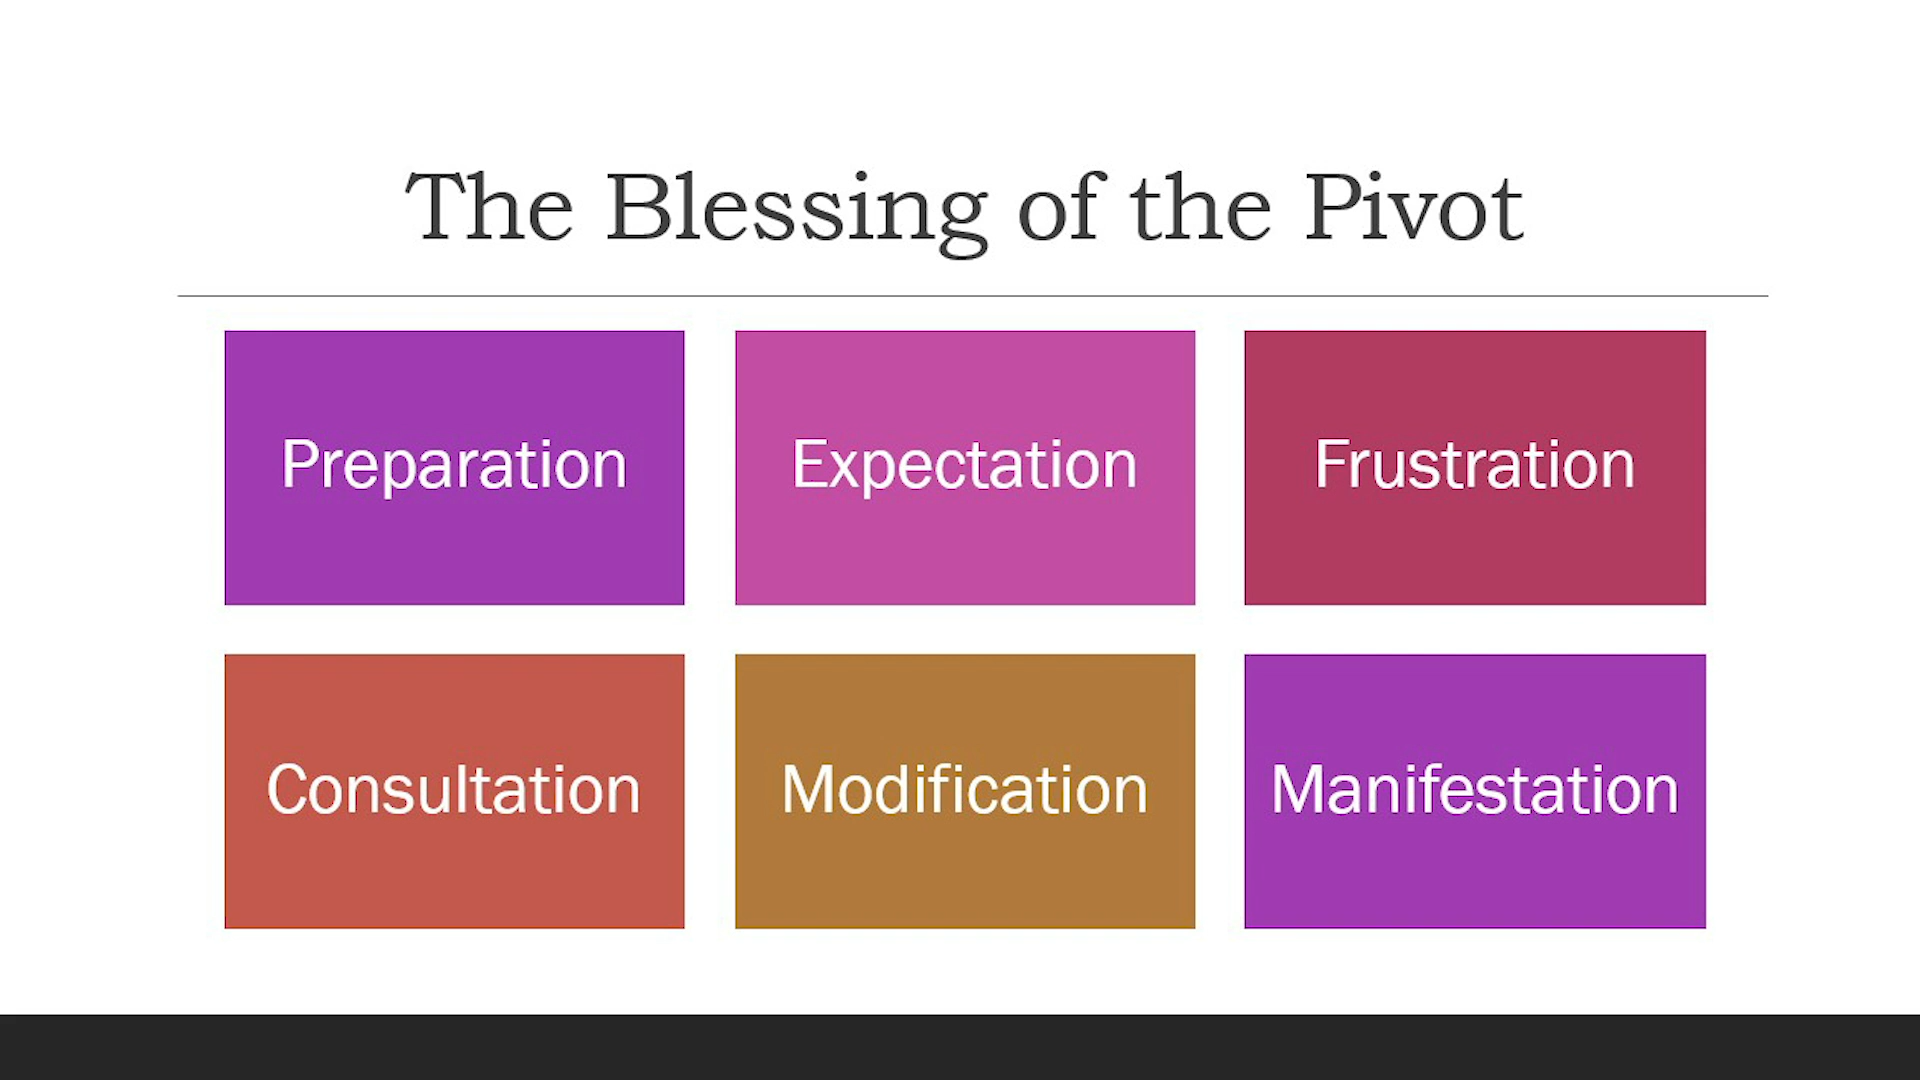 The Blessing of the Pivot
Preparation
Expectation
Frustration
Consultation
Modification
Manifestation